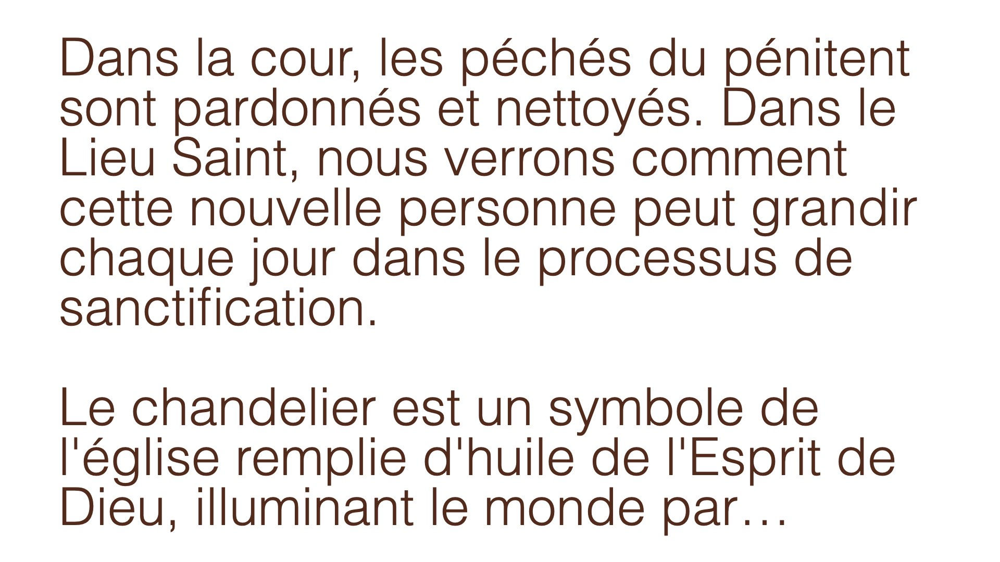 Dans la cour, les péchés du pénitent
sont pardonnés et nettoyés. Dans le
Lieu Saint, nous verrons comment
cette nouvelle personne peut grandir
chaque jour dans le processus de
sanctification.
Le chandelier est un symbole de
l'église remplie d'huile de l'Esprit de
Dieu, illuminant le monde par…